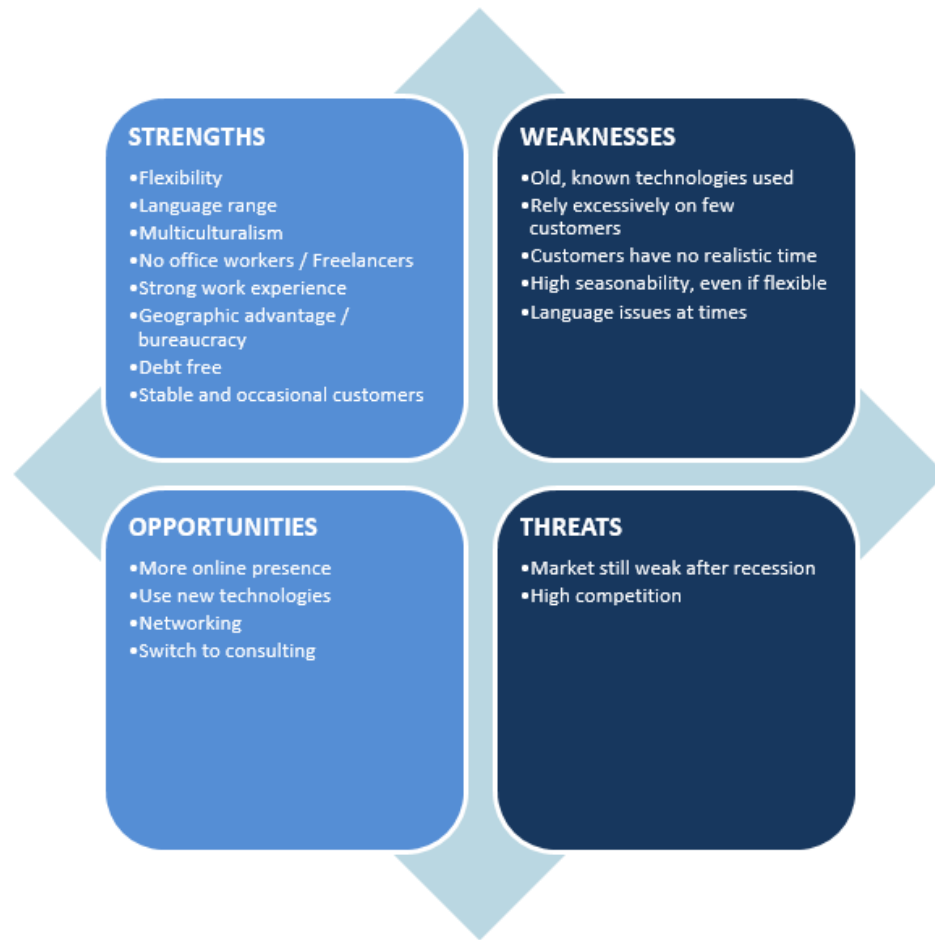 STRENGTHS
•Flexibility
•Language range
•Multiculturalism
•No office workers / Freelancers
•Strong work experience
•Geographic advantage /
bureaucracy
•Debt free
•Stable and occasional customers
WEAKNESSES
•Old, known technologies used
•Rely excessively on few
customers
•Customers have no realistic time
•High seasonability, even if flexible
•Language issues at times
OPPORTUNITIES
•More online presence
•Use new technologies
•Networking
•Switch to consulting
THREATS
•Market still weak after recession
•High competition